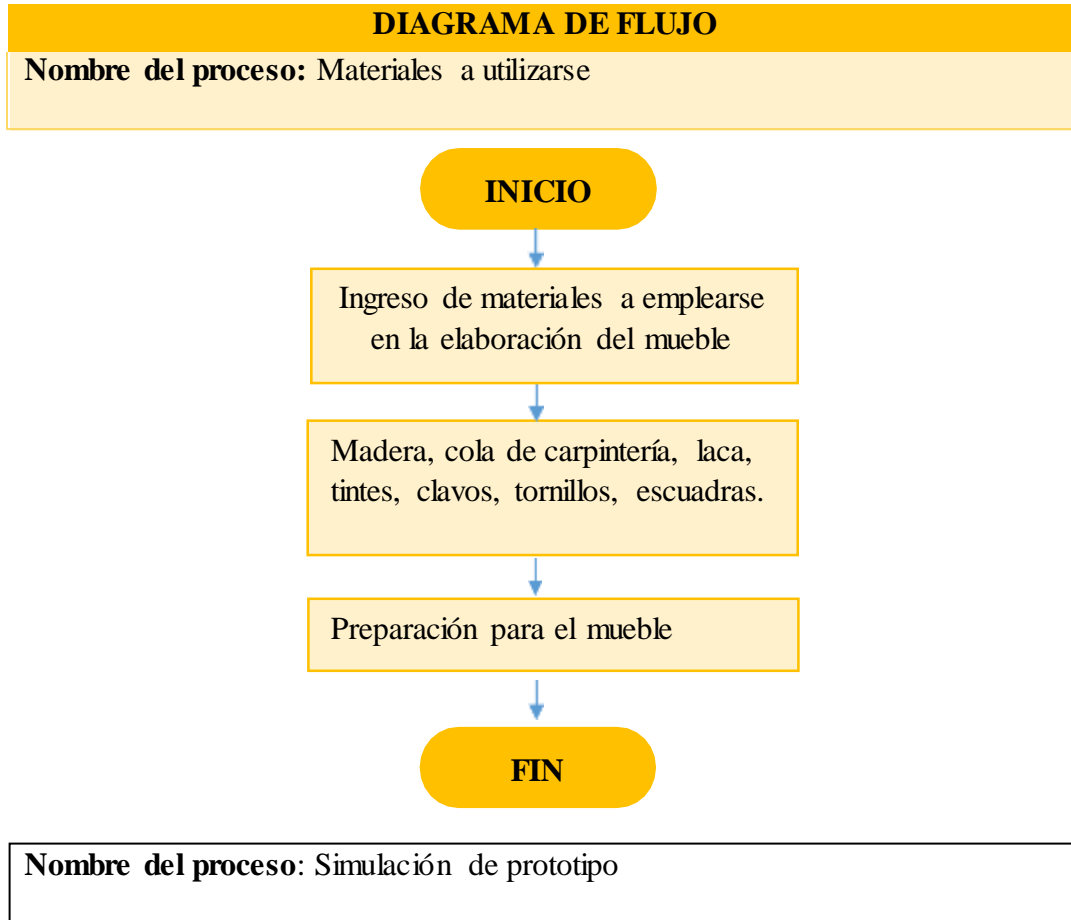 DIAGRAMA DE FLUJO
Nombre del proceso: Materiales a utilizarse
INICIO
Ingreso de materiales a emplearse
en la elaboración del mueble
Madera, cola de carpintería, laca,
tintes, clavos, tornillos, escuadras.
Preparación para el mueble
FIN
Nombre del proceso: Simulación de prototipo